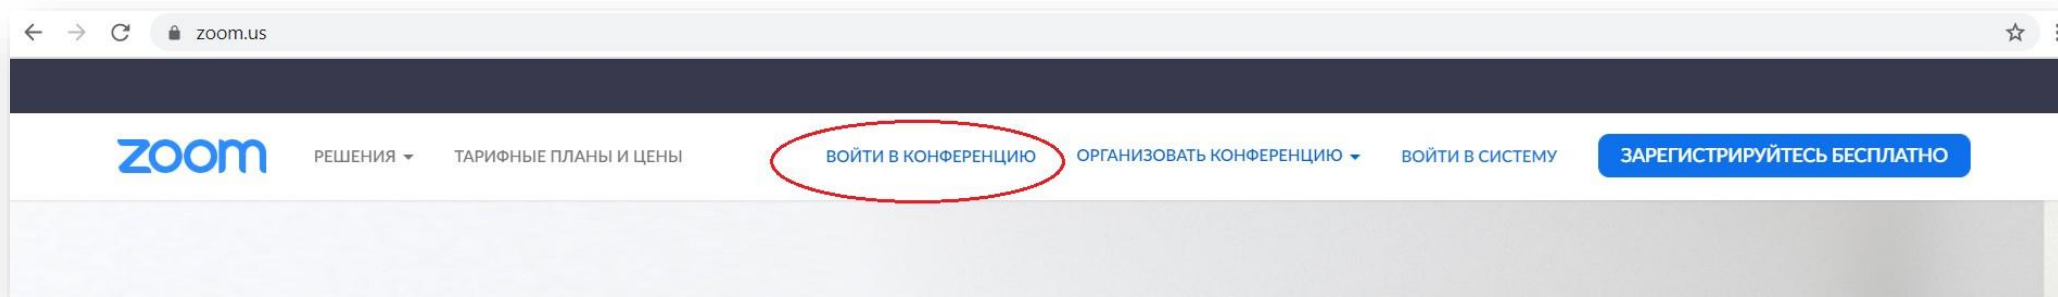 zoom.us
zoom РЕШЕНИЯ ТАРИФНЫЕ ПЛАНЫ И ЦЕНЫ ВОЙТИ В КОНФЕРЕНЦИЮ ОРГАНИЗОВАТЬ КОНФЕРЕНЦИЮ ВОЙТИ В СИСТЕМУ ЗАРЕГИСТРИРУЙТЕСЬ БЕСПЛАТНО